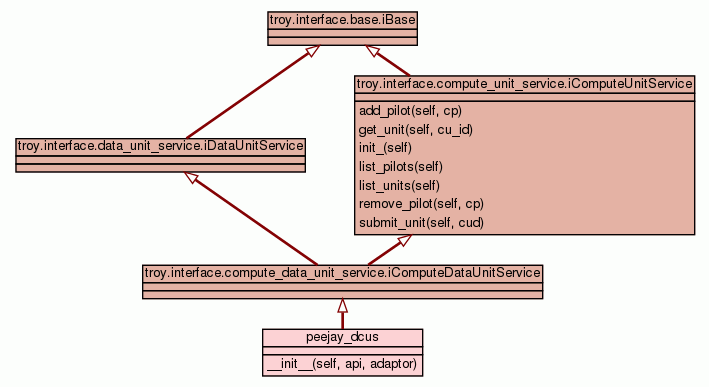 troy.interface.base.iBase
troy.interface.compute_unit_service.iComputeUnitService
add_pilot(self, cp)
get_unit(self, cu_id)
init_(self)
list_pilots(self)
list_units(self)
remove_pilot(self, cp)
submit_unit(self, cud)
troy.interface.data_unit_service.iDataUnitService
troy.interface.compute_data_unit_service.iComputeDataUnitService
peejay_dcus
__init__(self, api, adaptor)